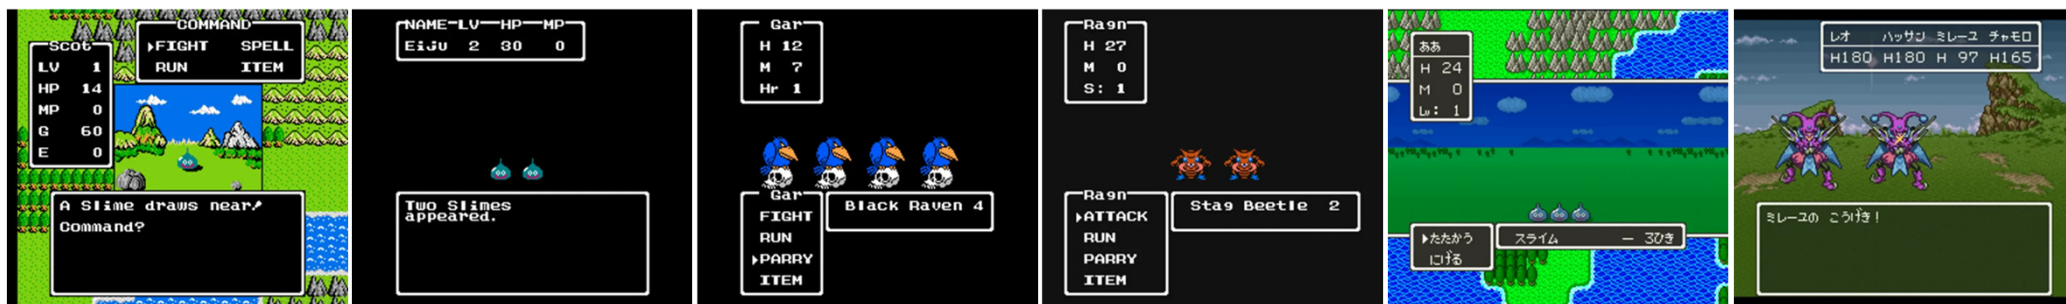 COMMAND
▶FIGHT SPELL
RUN ITEM
Scot
LV 1
HP 14
MP 0
G 60
E 0
A Slime draws near!
Command?
NAME LV HP MP
EiJu 2 30 0
Two Slimes
appeared.
Gar
H 12
M 7
Hr 1
Gar
FIGHT
RUN
▶PARRY
ITEM
Black Raven 4
Ragn
H 27
M 0
S: 1
Ragn
▶ATTACK
RUN
PARRY
ITEM
Stag Beetle 2
ああ
H 24
M 0
Lv: 1
▶たたかう
にげる
スライム ー 3ひき
レオ ハッサン ミレーユ チャモロ
H180 H180 H 97 H165
ミレーユの こうげき!